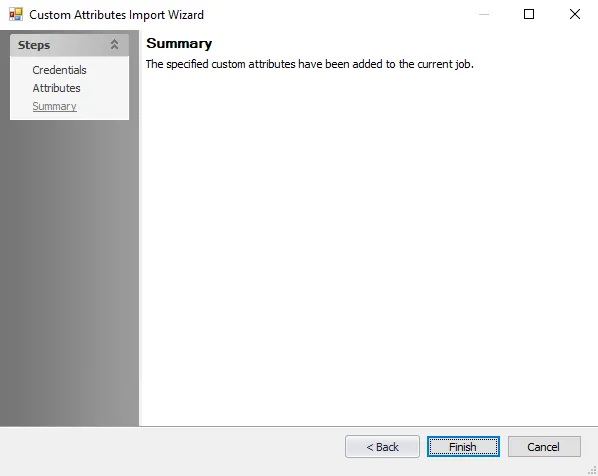 Custom Attributes Import Wizard
Steps
Credentials
Attributes
Summary
Summary
The specified custom attributes have been added to the current job.
< Back
Finish
Cancel